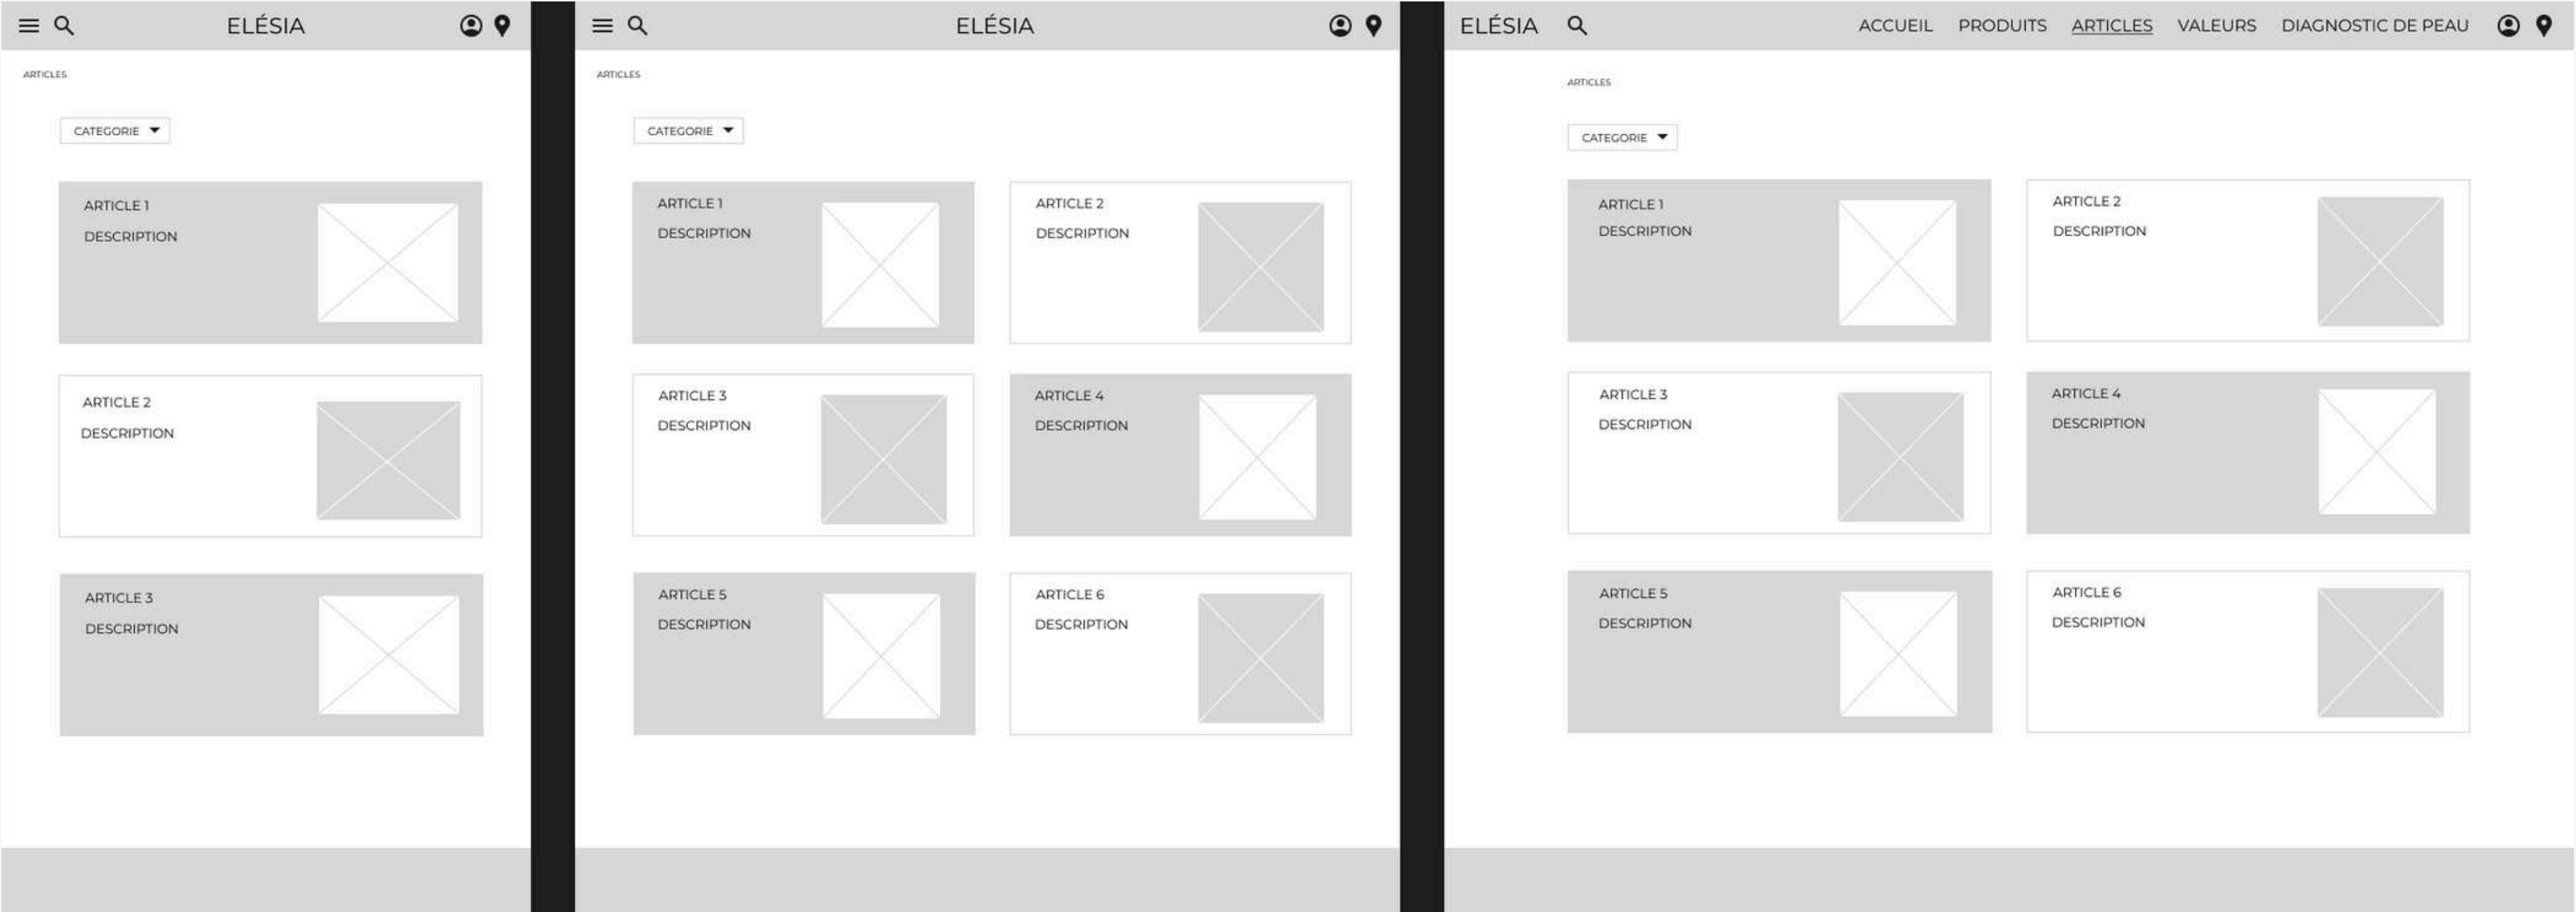 ELÉSIA
ARTICLES
CATEGORIE
ARTICLE 1
DESCRIPTION
ARTICLE 2
DESCRIPTION
ARTICLE 3
DESCRIPTION
ELÉSIA
ARTICLES
CATEGORIE
ARTICLE 1
DESCRIPTION
ARTICLE 2
DESCRIPTION
ARTICLE 3
DESCRIPTION
ARTICLE 4
DESCRIPTION
ARTICLE 5
DESCRIPTION
ARTICLE 6
DESCRIPTION
ELÉSIA ACCUEIL PRODUITS ARTICLES VALEURS DIAGNOSTIC DE PEAU
ARTICLES
CATEGORIE
ARTICLE 1
DESCRIPTION
ARTICLE 2
DESCRIPTION
ARTICLE 3
DESCRIPTION
ARTICLE 4
DESCRIPTION
ARTICLE 5
DESCRIPTION
ARTICLE 6
DESCRIPTION